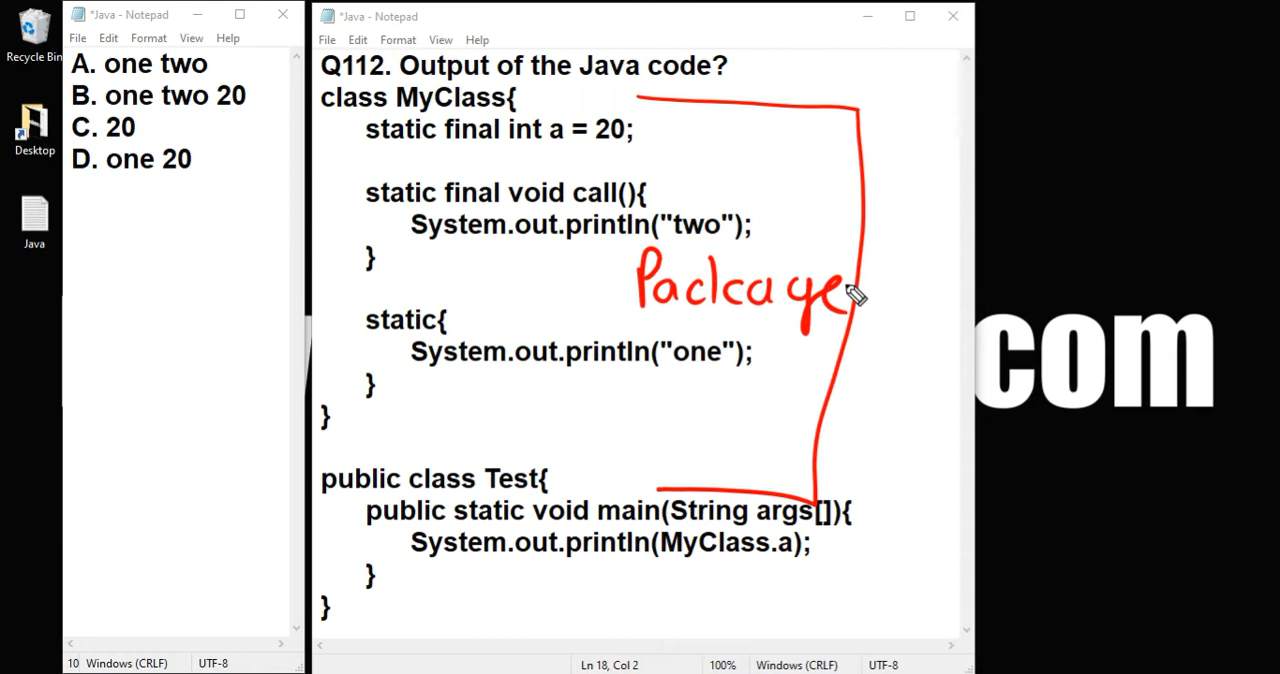 Recycle Bin
Desktop
Java
*Java - Notepad
File Edit Format View Help
A. one two
B. one two 20
C. 20
D. one 20
10 Windows (CRLF) UTF-8
*Java - Notepad
File Edit Format View Help
Q112. Output of the Java code?
class MyClass{
static final int a = 20;
static final void call(){
System.out.println("two");
}
Package
static{
System.out.println("one");
}
}
public class Test{
public static void main(String args[]){
System.out.println(MyClass.a);
}
}
Ln 18, Col 2 100% Windows (CRLF) UTF-8
com